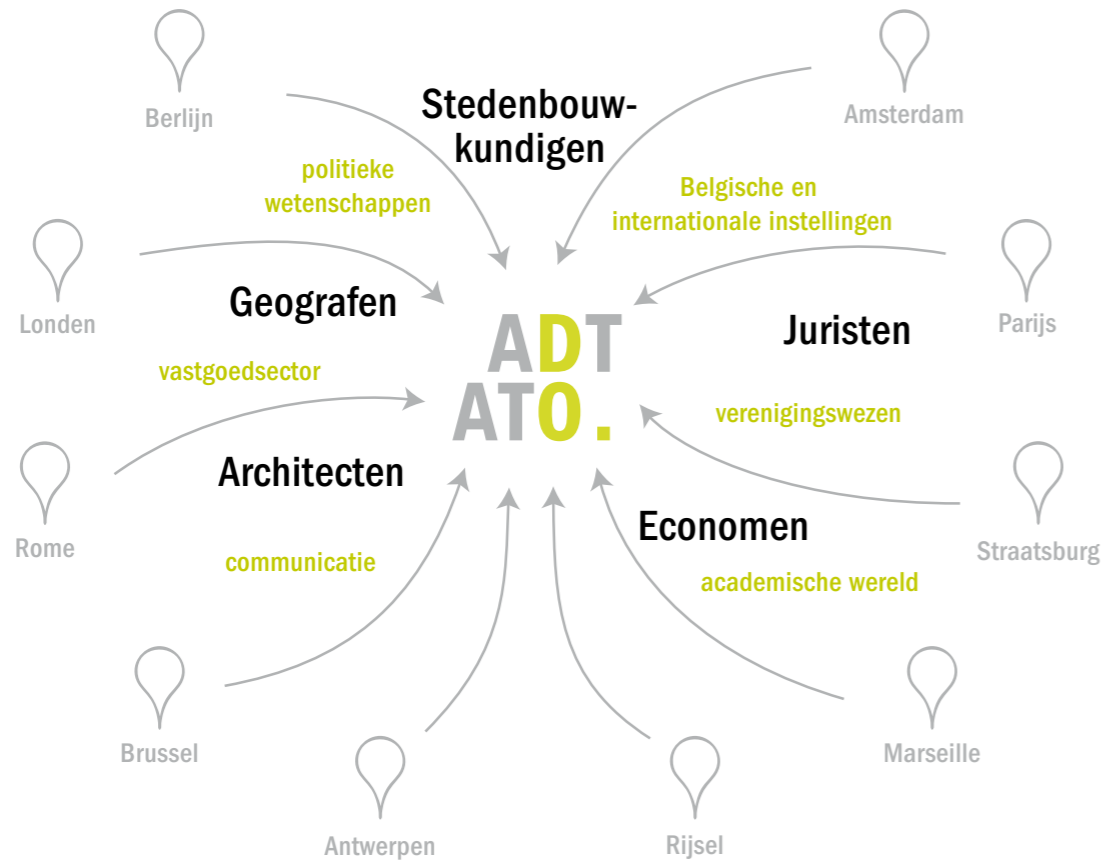 Berlijn
Amsterdam
Stedenbouw-
kundigen
politieke
wetenschappen
Belgische en
internationale instellingen
Londen
Geografen
Juristen
Parijs
ADT
ATO.
vastgoedsector
verenigingswezen
Architecten
Economen
Rome
Straatsburg
communicatie
academische wereld
Brussel
Marseille
Antwerpen
Rijsel